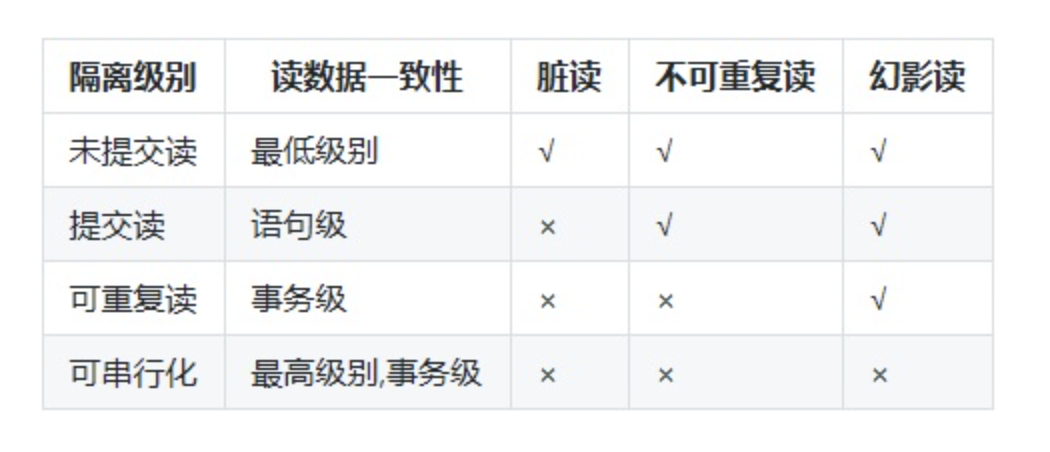 隔离级别 读数据一致性 脏读 不可重复读 幻影读
未提交读 最低级别 √ √ √
提交读 语句级 × √ √
可重复读 事务级 × × √
可串行化 最高级别,事务级 × × ×